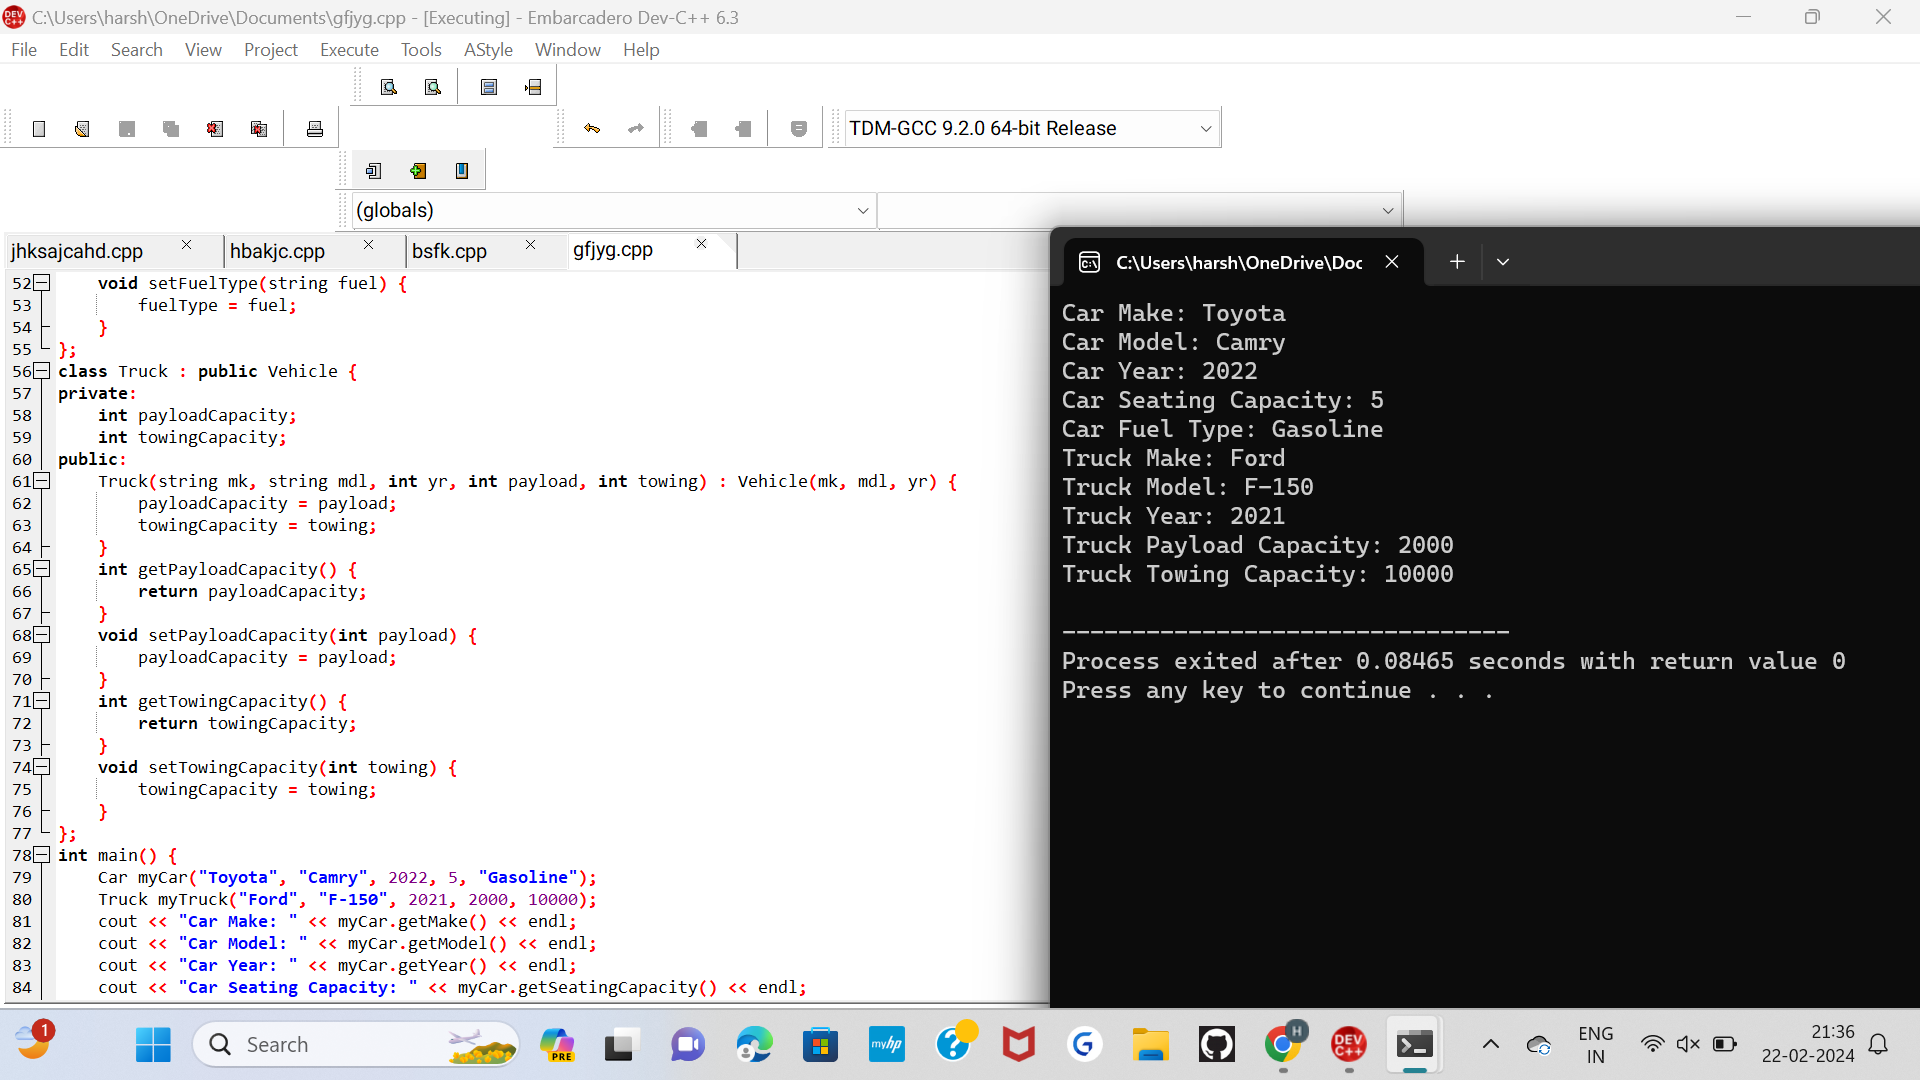 C:\Users\harsh\OneDrive\Documents\gfjyg.cpp - [Executing] - Embarcadero Dev-C++ 6.3
File Edit Search View Project Execute Tools AStyle Window Help
TDM-GCC 9.2.0 64-bit Release
(globals)
jhksajcahd.cpp hbakjc.cpp bsfk.cpp gfjyg.cpp
52 void setFuelType(string fuel) {
53 fuelType = fuel;
54 }
55 };
56 class Truck : public Vehicle {
57 private:
58 int payloadCapacity;
59 int towingCapacity;
60 public:
61 Truck(string mk, string mdl, int yr, int payload, int towing) : Vehicle(mk, mdl, yr) {
62 payloadCapacity = payload;
63 towingCapacity = towing;
64 }
65 int getPayloadCapacity() {
66 return payloadCapacity;
67 }
68 void setPayloadCapacity(int payload) {
69 payloadCapacity = payload;
70 }
71 int getTowingCapacity() {
72 return towingCapacity;
73 }
74 void setTowingCapacity(int towing) {
75 towingCapacity = towing;
76 }
77 };
78 int main() {
79 Car myCar("Toyota", "Camry", 2022, 5, "Gasoline");
80 Truck myTruck("Ford", "F-150", 2021, 2000, 10000);
81 cout << "Car Make: " << myCar.getMake() << endl;
82 cout << "Car Model: " << myCar.getModel() << endl;
83 cout << "Car Year: " << myCar.getYear() << endl;
84 cout << "Car Seating Capacity: " << myCar.getSeatingCapacity() << endl;
C:\Users\harsh\OneDrive\Doc
Car Make: Toyota
Car Model: Camry
Car Year: 2022
Car Seating Capacity: 5
Car Fuel Type: Gasoline
Truck Make: Ford
Truck Model: F-150
Truck Year: 2021
Truck Payload Capacity: 2000
Truck Towing Capacity: 10000
--------------------------------
Process exited after 0.08465 seconds with return value 0
Press any key to continue . . .
1
Search
PRE
myhp
G
H
DEV C++
ENG
IN
21:36
22-02-2024